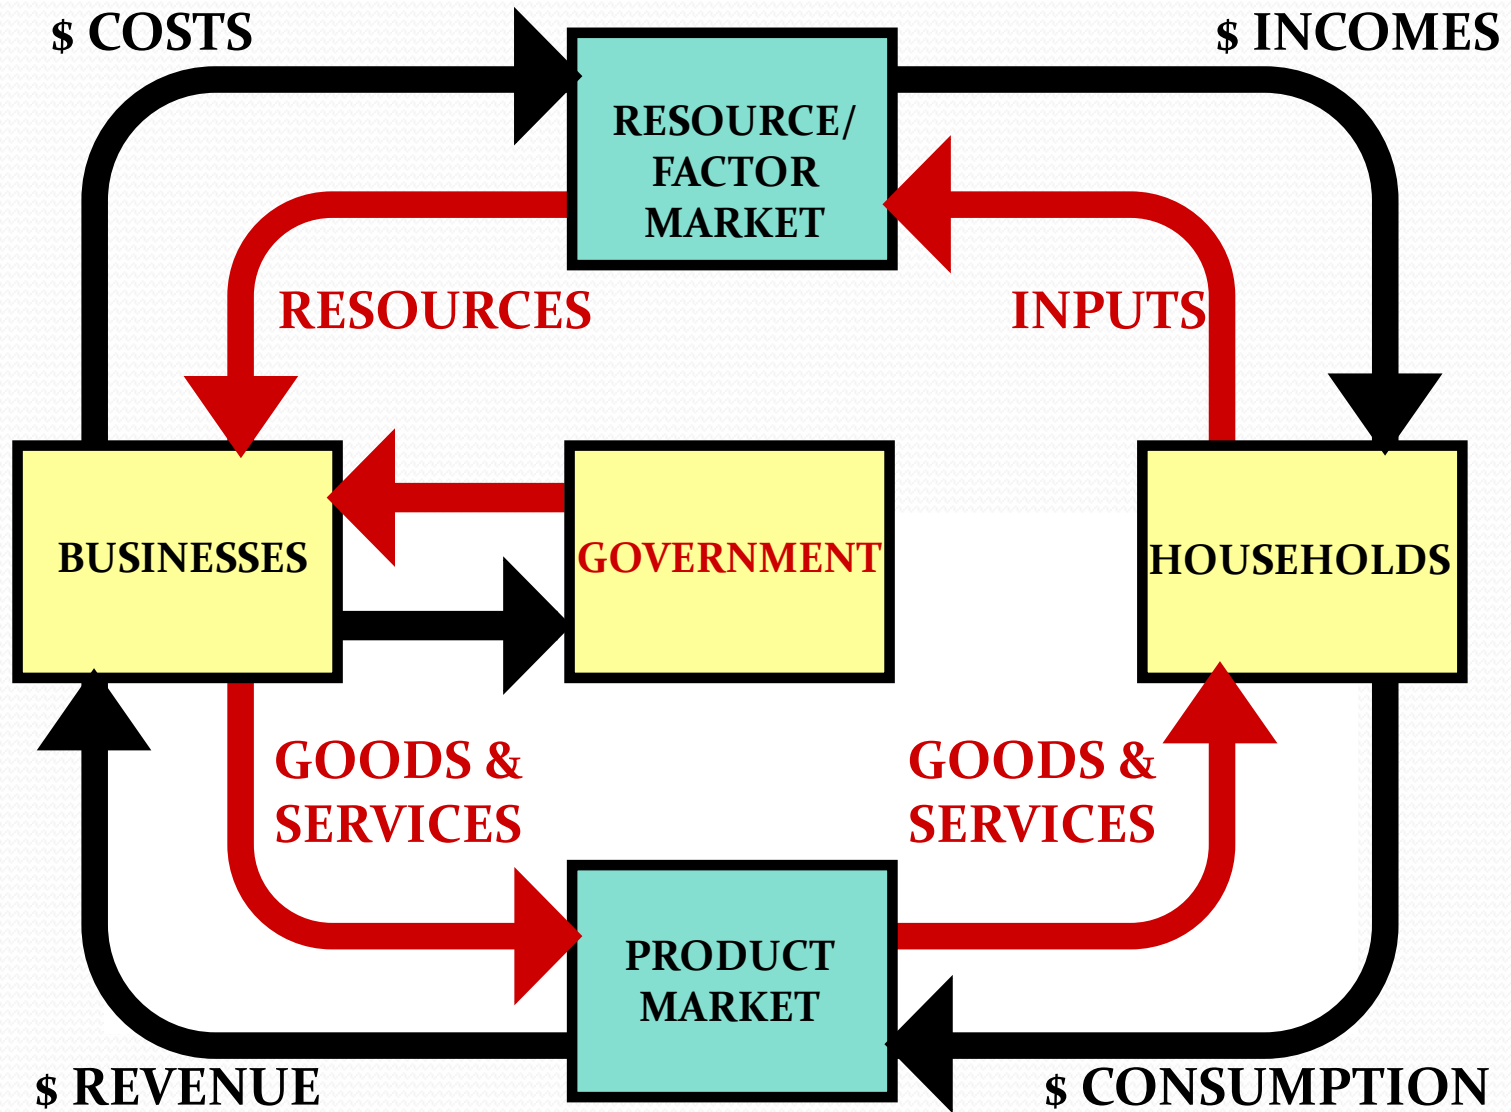 $ COSTS
$ INCOMES
RESOURCE/
FACTOR
MARKET
RESOURCES
INPUTS
BUSINESSES
GOVERNMENT
HOUSEHOLDS
GOODS &
SERVICES
GOODS &
SERVICES
PRODUCT
MARKET
$ REVENUE
$ CONSUMPTION